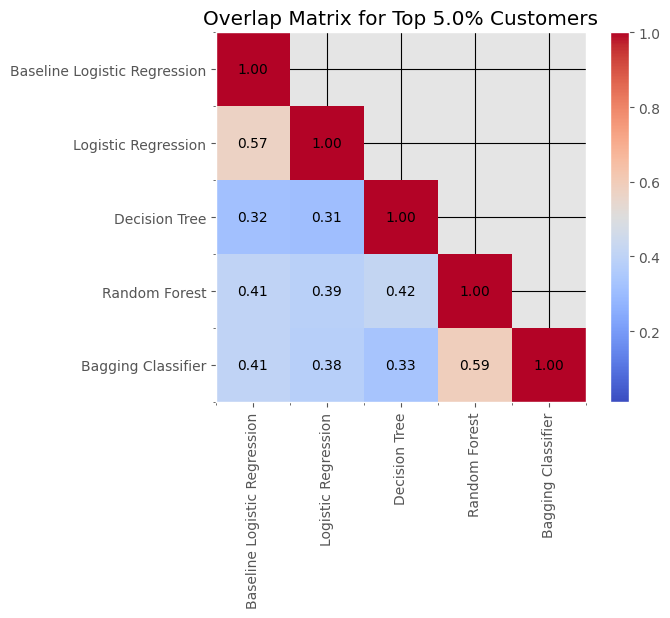 Overlap Matrix for Top 5.0% Customers
Baseline Logistic Regression
1.00
Logistic Regression
0.57 1.00
Decision Tree
0.32 0.31 1.00
Random Forest
0.41 0.39 0.42 1.00
Bagging Classifier
0.41 0.38 0.33 0.59 1.00
Baseline Logistic Regression
Logistic Regression
Decision Tree
Random Forest
Bagging Classifier
1.0
0.8
0.6
0.4
0.2